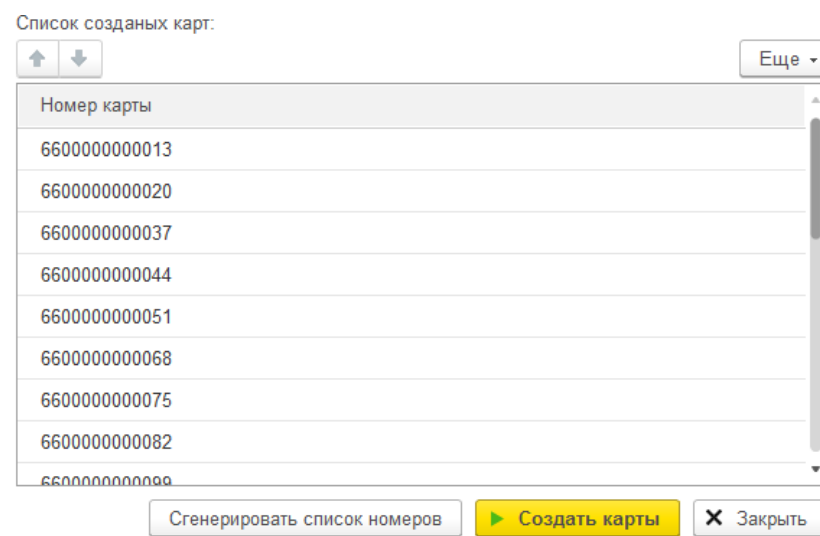 Список созданых карт:
Еще
Номер карты
6600000000013
6600000000020
6600000000037
6600000000044
6600000000051
6600000000068
6600000000075
6600000000082
6600000000099
Сгенерировать список номеров
Создать карты
Закрыть